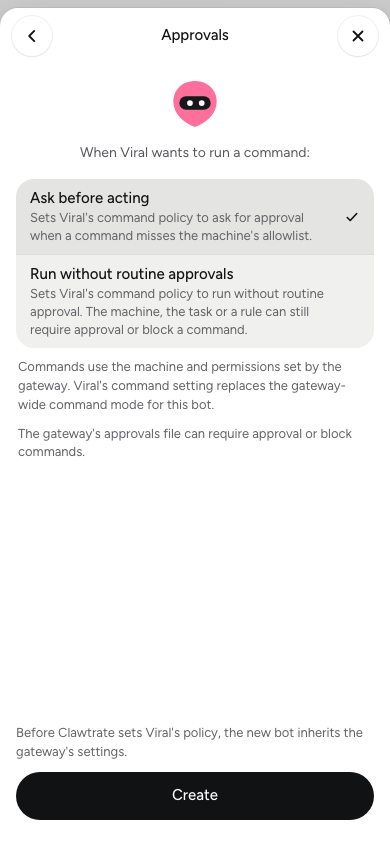 Approvals
When Viral wants to run a command:
Ask before acting
Sets Viral's command policy to ask for approval
when a command misses the machine's allowlist.
Run without routine approvals
Sets Viral's command policy to run without routine
approval. The machine, the task or a rule can still
require approval or block a command.
Commands use the machine and permissions set by the
gateway. Viral's command setting replaces the gateway-
wide command mode for this bot.
The gateway's approvals file can require approval or block
commands.
Before Clawtrate sets Viral's policy, the new bot inherits the
gateway's settings.
Create